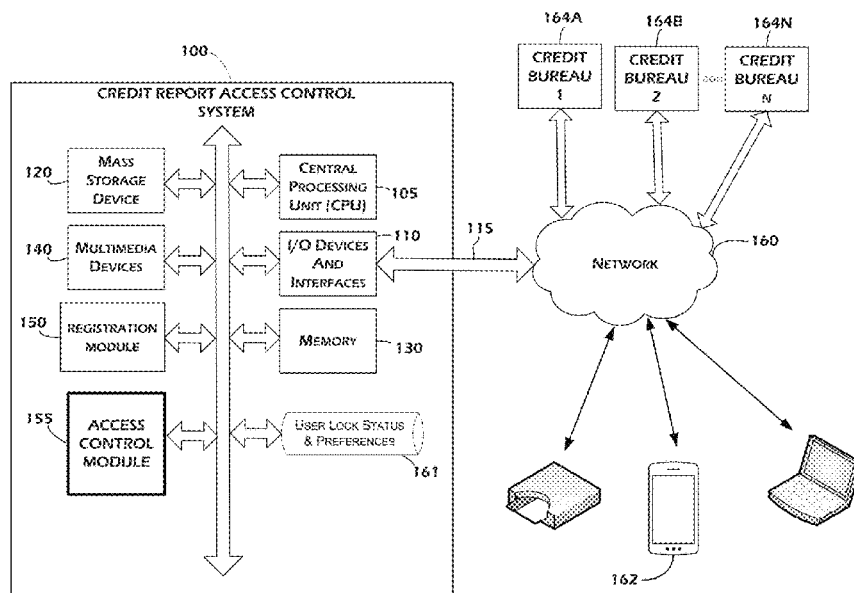 164A
164B
164N
100
CREDIT BUREAU 1
CREDIT BUREAU 2
CREDIT BUREAU N
CREDIT REPORT ACCESS CONTROL
SYSTEM
120
MASS
STORAGE
DEVICE
CENTRAL
PROCESSING
UNIT (CPU)
105
110
115
140
MULTIMEDIA
DEVICES
I/O DEVICES
AND
INTERFACES
160
NETWORK
150
REGISTRATION
MODULE
MEMORY
130
155
ACCESS
CONTROL
MODULE
USER LOCK STATUS
& PREFERENCES
161
162